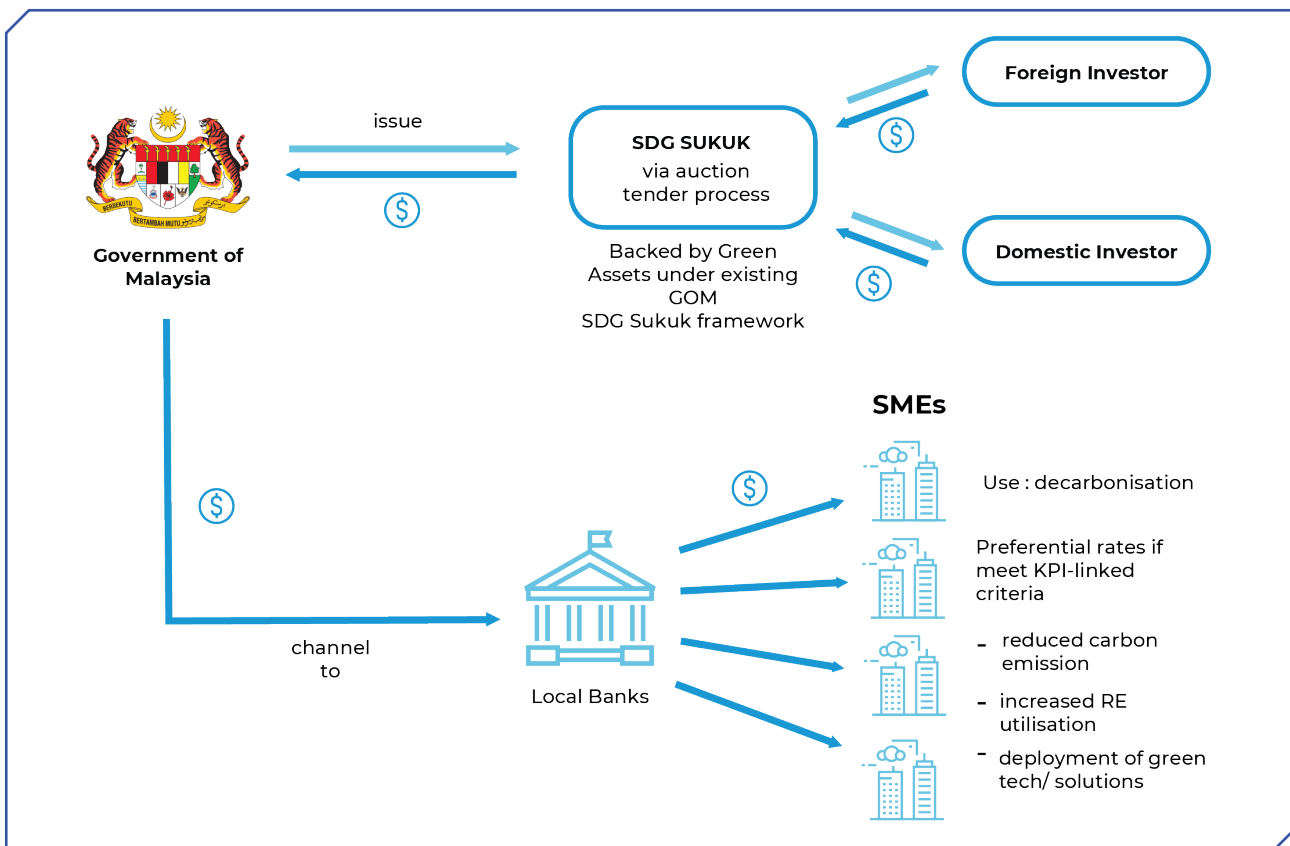 Foreign Investor
issue
SDG SUKUK
via auction
tender process
$
$
BERSEKUTU
BERTAMBAH MUTU
Government of
Malaysia
Backed by Green
Assets under existing
GOM
SDG Sukuk framework
Domestic Investor
$
SMEs
$
Use : decarbonisation
$
Preferential rates if
meet KPI-linked
criteria
channel
to
Local Banks
- reduced carbon
emission
- increased RE
utilisation
- deployment of green
tech/ solutions